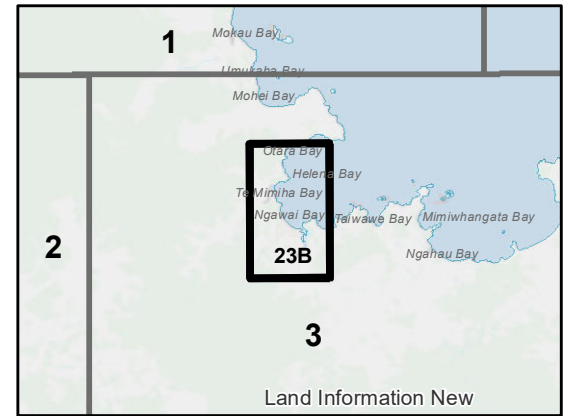 Mokau Bay
1
Umukaha Bay
Mohei Bay
Otara Bay
Helena Bay
Te Mimiha Bay
Ngawai Bay
Taiwawe Bay
Mimiwhangata Bay
2
23B
Ngahau Bay
3
Land Information New